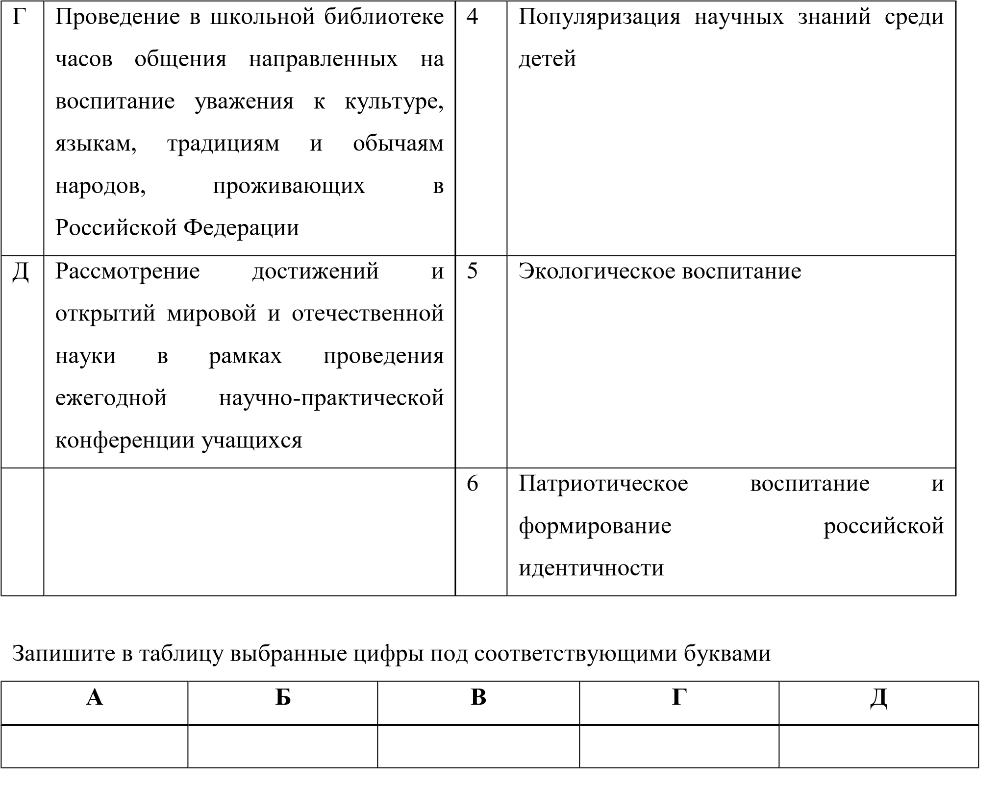 Г
Проведение в школьной библиотеке
часов общения направленных на
воспитание уважения к культуре,
языкам, традициям и обычаям
народов, проживающих в
Российской Федерации
4
Популяризация научных знаний среди
детей
Д
Рассмотрение достижений и
открытий мировой и отечественной
науки в рамках проведения
ежегодной научно-практической
конференции учащихся
5
Экологическое воспитание
6
Патриотическое воспитание и
формирование российской
идентичности
Запишите в таблицу выбранные цифры под соответствующими буквами
А Б В Г Д